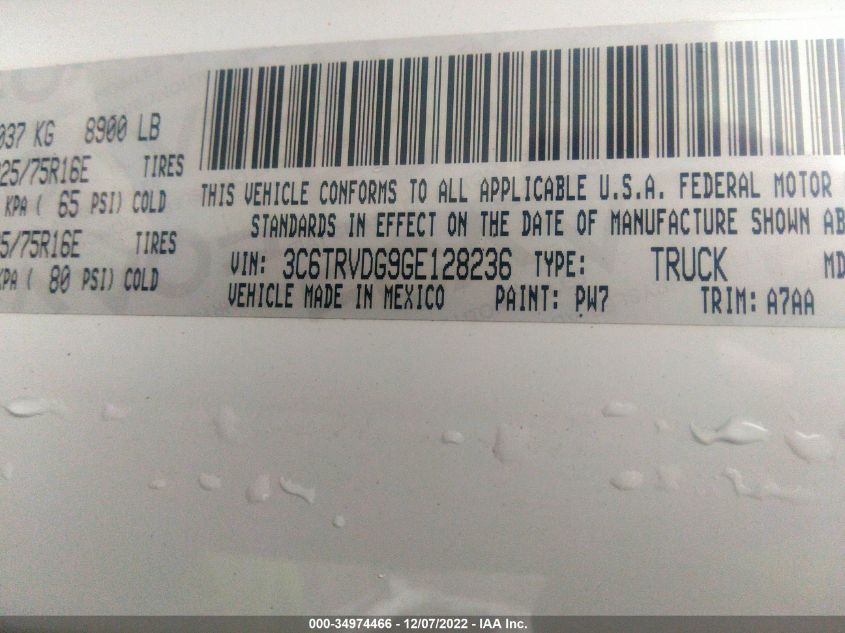 037 KG 8900 LB
25/75R16E TIRES
KPA ( 65 PSI) COLD
5/75R16E TIRES
KPA ( 80 PSI) COLD
THIS VEHICLE CONFORMS TO ALL APPLICABLE U.S.A. FEDERAL MOTOR
STANDARDS IN EFFECT ON THE DATE OF MANUFACTURE SHOWN AB
VIN: 3C6TRVDG9GE128236 TYPE: TRUCK MD
VEHICLE MADE IN MEXICO PAINT: PW7 TRIM: A7AA
000-34974466 - 12/07/2022 - IAA Inc.